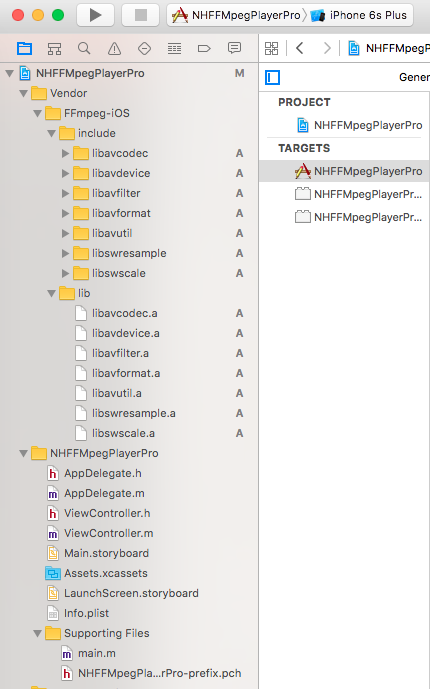 NHFFMpegPlayerPro
iPhone 6s Plus
NHFFMpegPlayerPro M
Vendor
FFmpeg-iOS
include
libavcodec A
libavdevice A
libavfilter A
libavformat A
libavutil A
libswresample A
libswscale A
lib
libavcodec.a A
libavdevice.a A
libavfilter.a A
libavformat.a A
libavutil.a A
libswresample.a A
libswscale.a A
NHFFMpegPlayerPro
h AppDelegate.h
m AppDelegate.m
h ViewController.h
m ViewController.m
Main.storyboard
Assets.xcassets
LaunchScreen.storyboard
Info.plist
Supporting Files
m main.m
h NHFFMpegPla...rPro-prefix.pch
NHFFMpegP
Gener
PROJECT
NHFFMpegPlayerPro
TARGETS
NHFFMpegPlayerPro
NHFFMpegPlayerPr...
NHFFMpegPlayerPr...